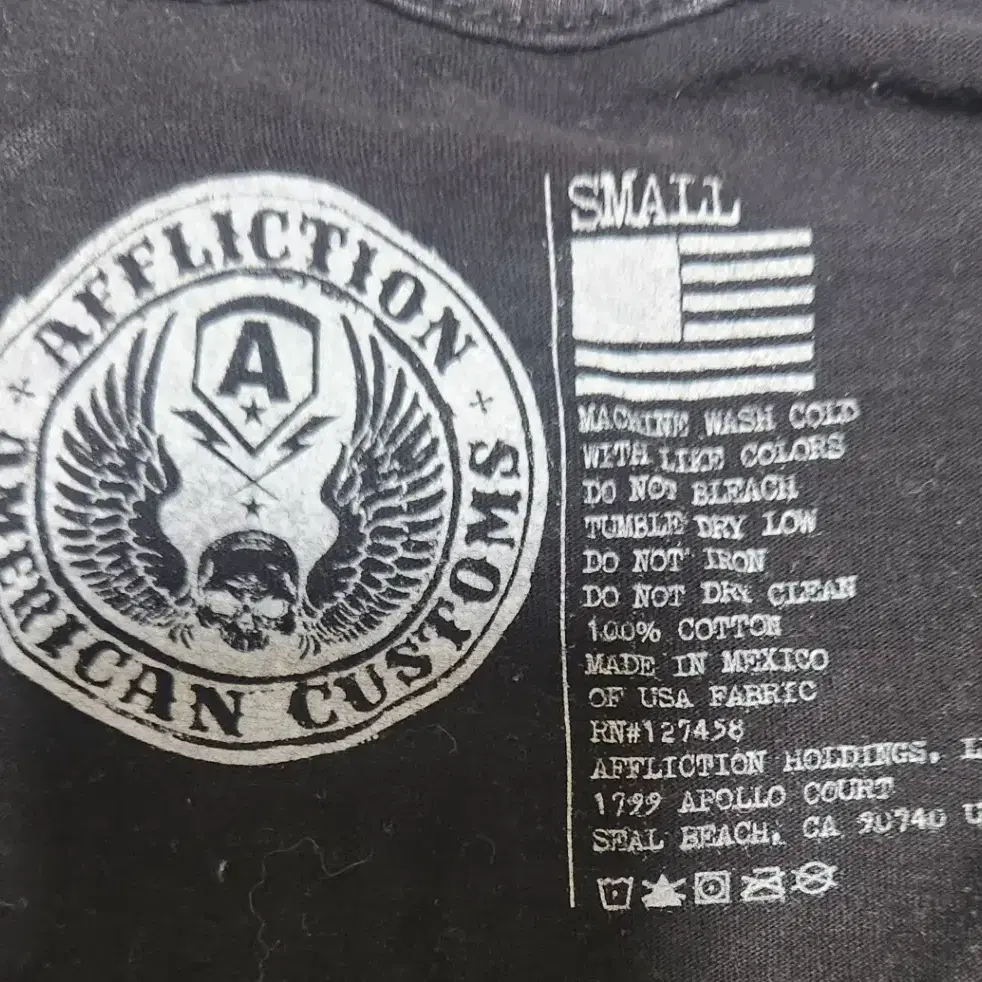 AFFLICTION
AMERICAN CUSTOMS
A
SMALL
MACHINE WASH COLD
WITH LIKE COLORS
DO NOT BLEACH
TUMBLE DRY LOW
DO NOT IRON
DO NOT DRY CLEAN
100% COTTON
MADE IN MEXICO
OF USA FABRIC
RN#127458
AFFLICTION HOLDINGS,
1799 APOLLO COURT
SEAL BEACH, CA 90740